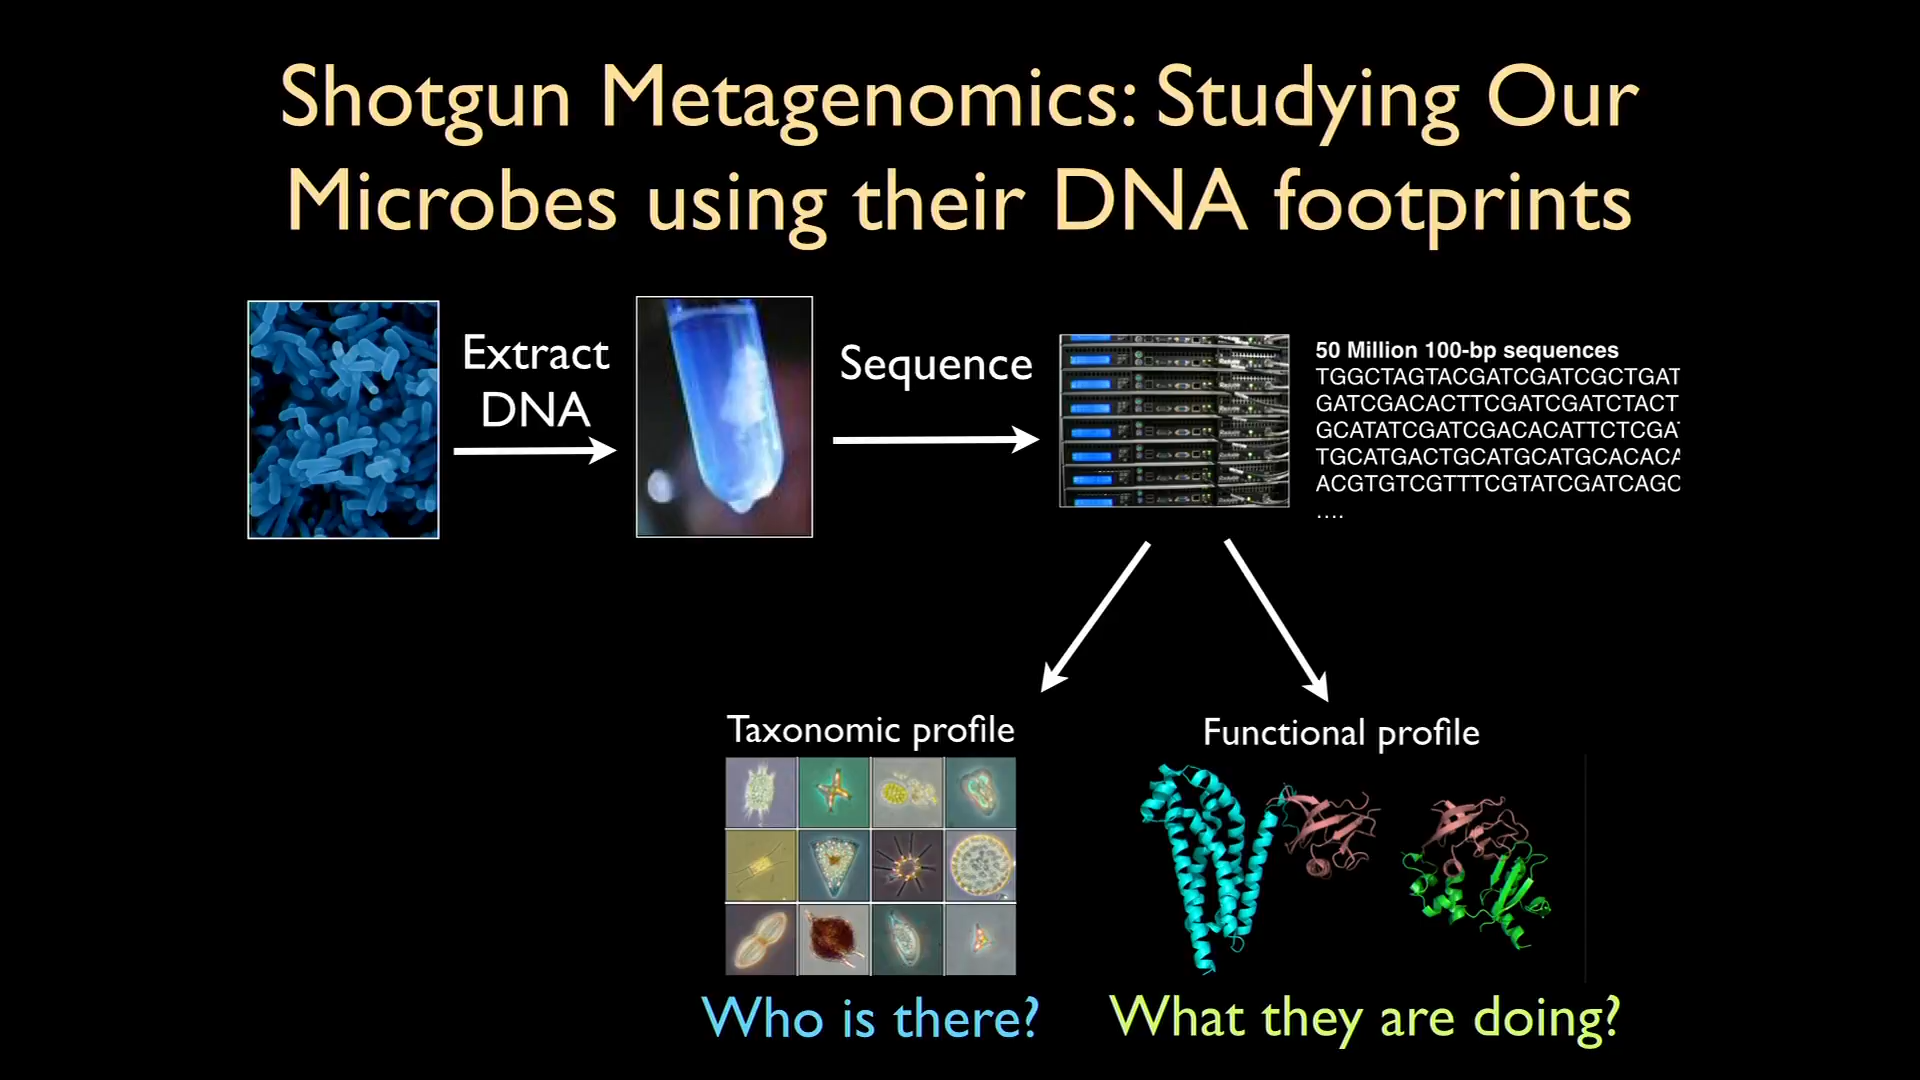 Shotgun Metagenomics: Studying Our
Microbes using their DNA footprints
Extract
DNA
Sequence
50 Million 100-bp sequences
TGGCTAGTACGATCGATCGCTGAT
GATCGACACTTCGATCGATCTACT
GCATATCGATCGACACATTCTCGAT
TGCATGACTGCATGCATGCACACA
ACGTGTCGTTTCGTATCGATCAGC
....
Taxonomic profile
Functional profile
Who is there?
What they are doing?